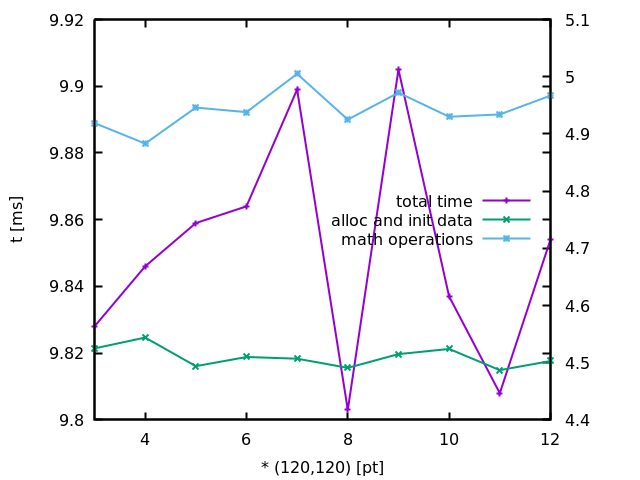 9.92
9.9
9.88
9.86
9.84
9.82
9.8
t [ms]
5.1
5
4.9
4.8
4.7
4.6
4.5
4.4
total time
alloc and init data
math operations
4 6 8 10 12
* (120,120) [pt]